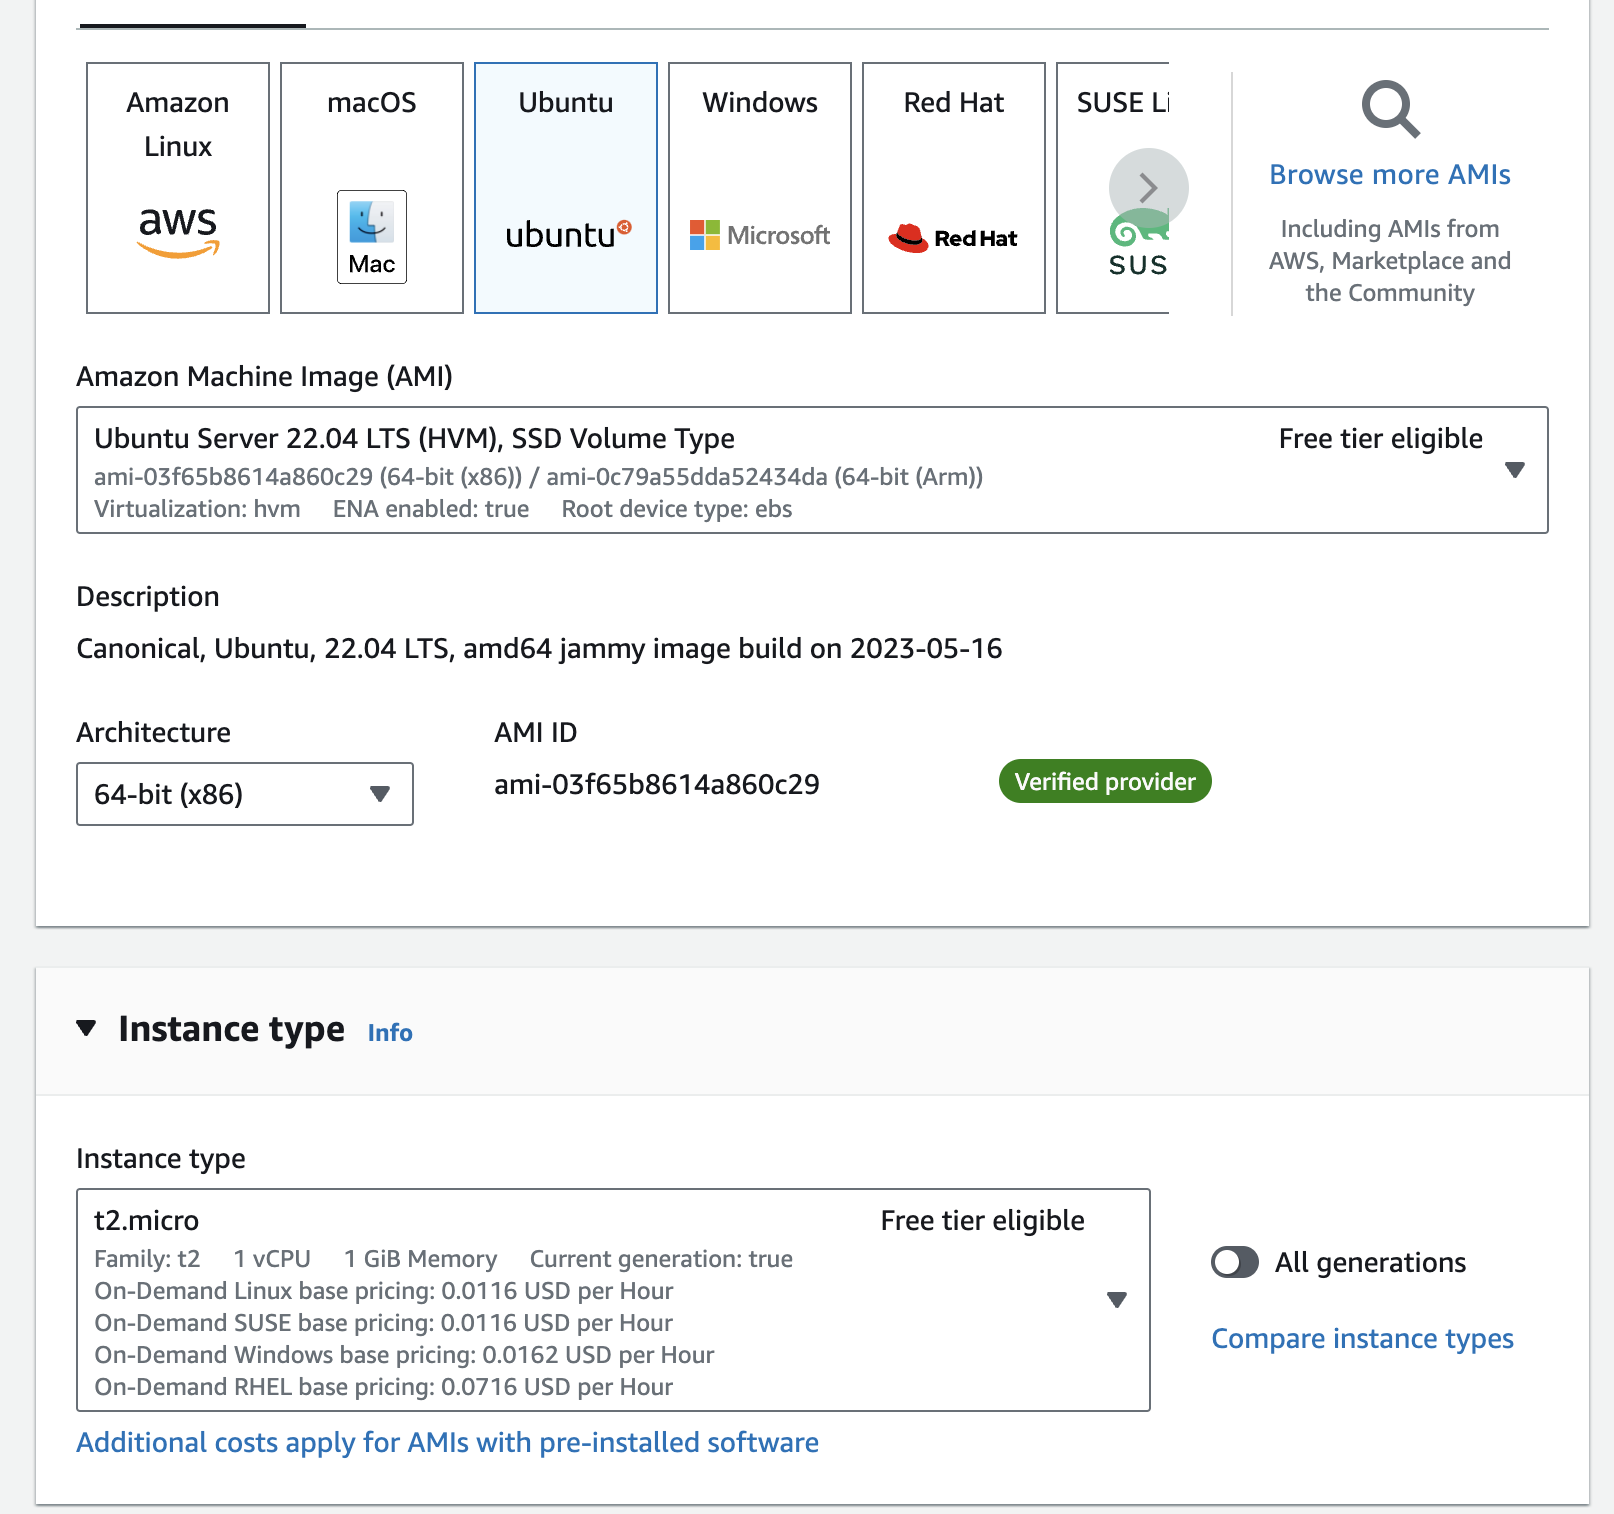 Amazon
Linux
aws
macOS
Mac
Ubuntu
ubuntu
Windows
Microsoft
Red Hat
Red Hat
SUSE Li
SUS
Browse more AMIs
Including AMIs from
AWS, Marketplace and
the Community
Amazon Machine Image (AMI)
Ubuntu Server 22.04 LTS (HVM), SSD Volume Type
Free tier eligible
ami-03f65b8614a860c29 (64-bit (x86)) / ami-0c79a55dda52434da (64-bit (Arm))
Virtualization: hvm ENA enabled: true Root device type: ebs
Description
Canonical, Ubuntu, 22.04 LTS, amd64 jammy image build on 2023-05-16
Architecture
64-bit (x86)
AMI ID
ami-03f65b8614a860c29
Verified provider
Instance type Info
Instance type
t2.micro
Free tier eligible
Family: t2 1 vCPU 1 GiB Memory Current generation: true
On-Demand Linux base pricing: 0.0116 USD per Hour
On-Demand SUSE base pricing: 0.0116 USD per Hour
On-Demand Windows base pricing: 0.0162 USD per Hour
On-Demand RHEL base pricing: 0.0716 USD per Hour
All generations
Compare instance types
Additional costs apply for AMIs with pre-installed software